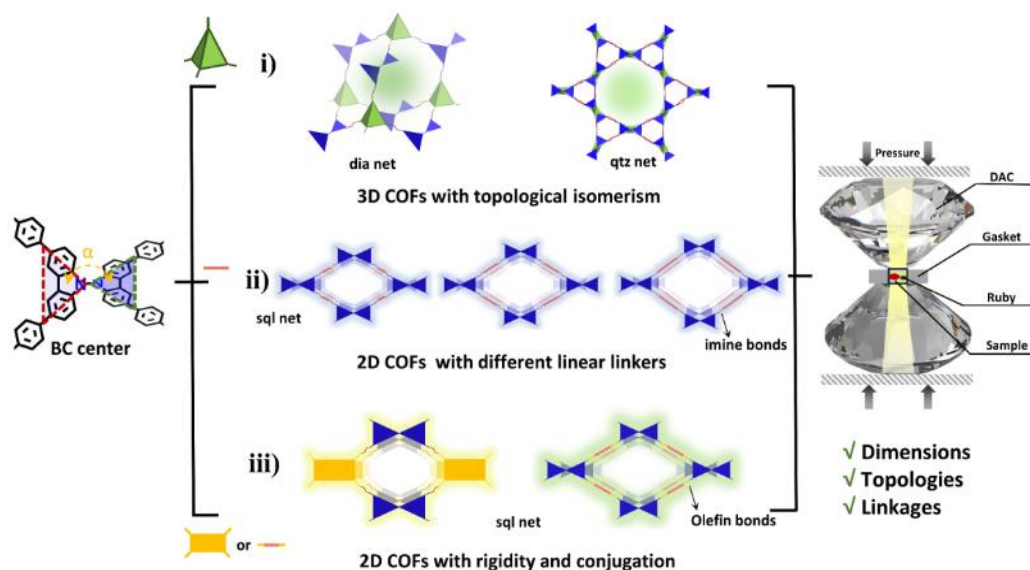 i)
dia net
qtz net
3D COFs with topological isomerism
α
N-N
BC center
ii)
sql net
imine bonds
2D COFs with different linear linkers
iii)
sql net
Olefin bonds
or
2D COFs with rigidity and conjugation
Pressure
DAC
Gasket
Ruby
Sample
√ Dimensions
√ Topologies
√ Linkages